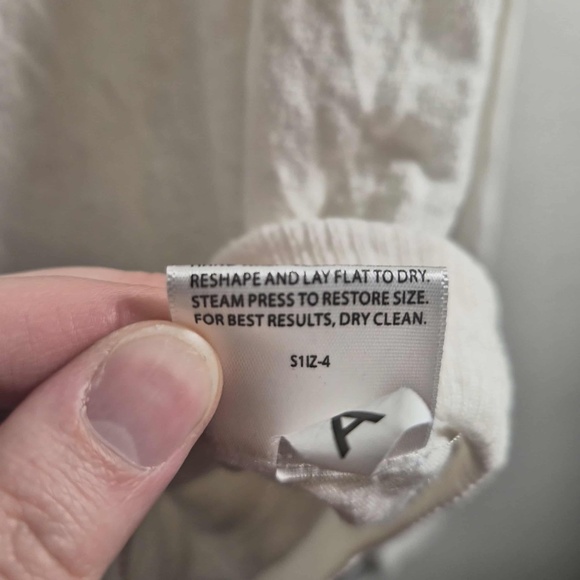 RESHAPE AND LAY FLAT TO DRY.
STEAM PRESS TO RESTORE SIZE.
FOR BEST RESULTS, DRY CLEAN.
S1IZ-4
A